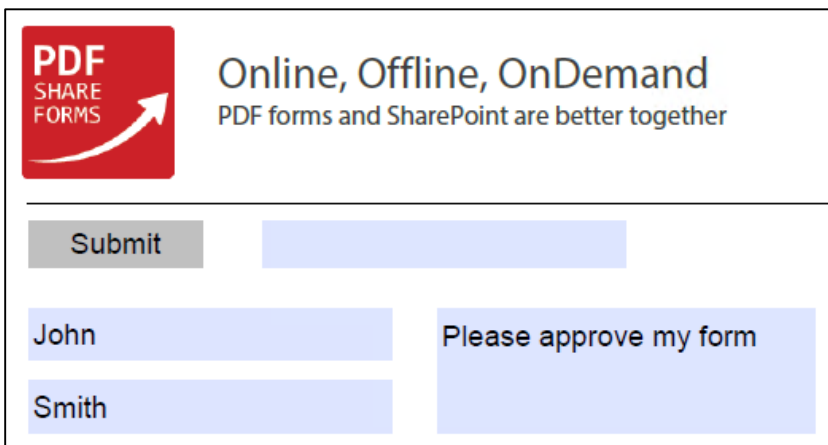 PDF
SHARE
FORMS
Online, Offline, OnDemand
PDF forms and SharePoint are better together
Submit
John
Please approve my form
Smith